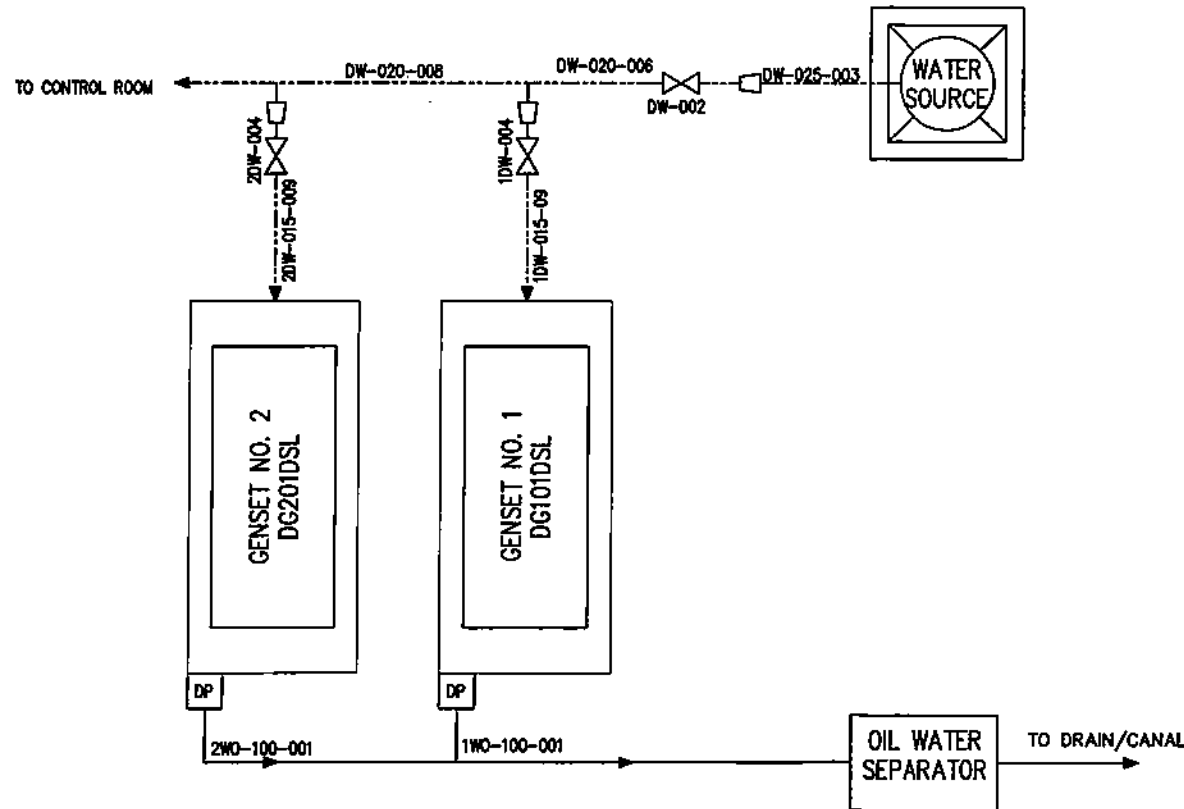 WATER
SOURCE
DW-020-008
DW-020-006
DW-025-003
TO CONTROL ROOM
DW-002
2DW-004
1DW-004
2DW-015-009
1DW-015-09
GENSET NO. 2
DG201DSL
GENSET NO. 1
DG101DSL
DP
DP
2WO-100-001
1WO-100-001
OIL WATER
SEPARATOR
TO DRAIN/CANAL